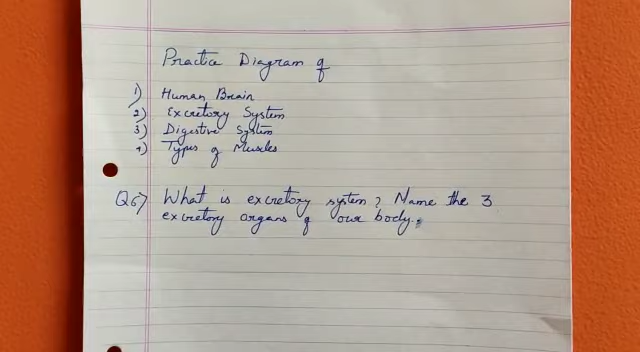 Practice Diagram of
1) Human Brain
2) Excretory System
3) Digestive System
4) Types of Muscles
Q6) What is excretory system? Name the 3
excretory organs of our body.